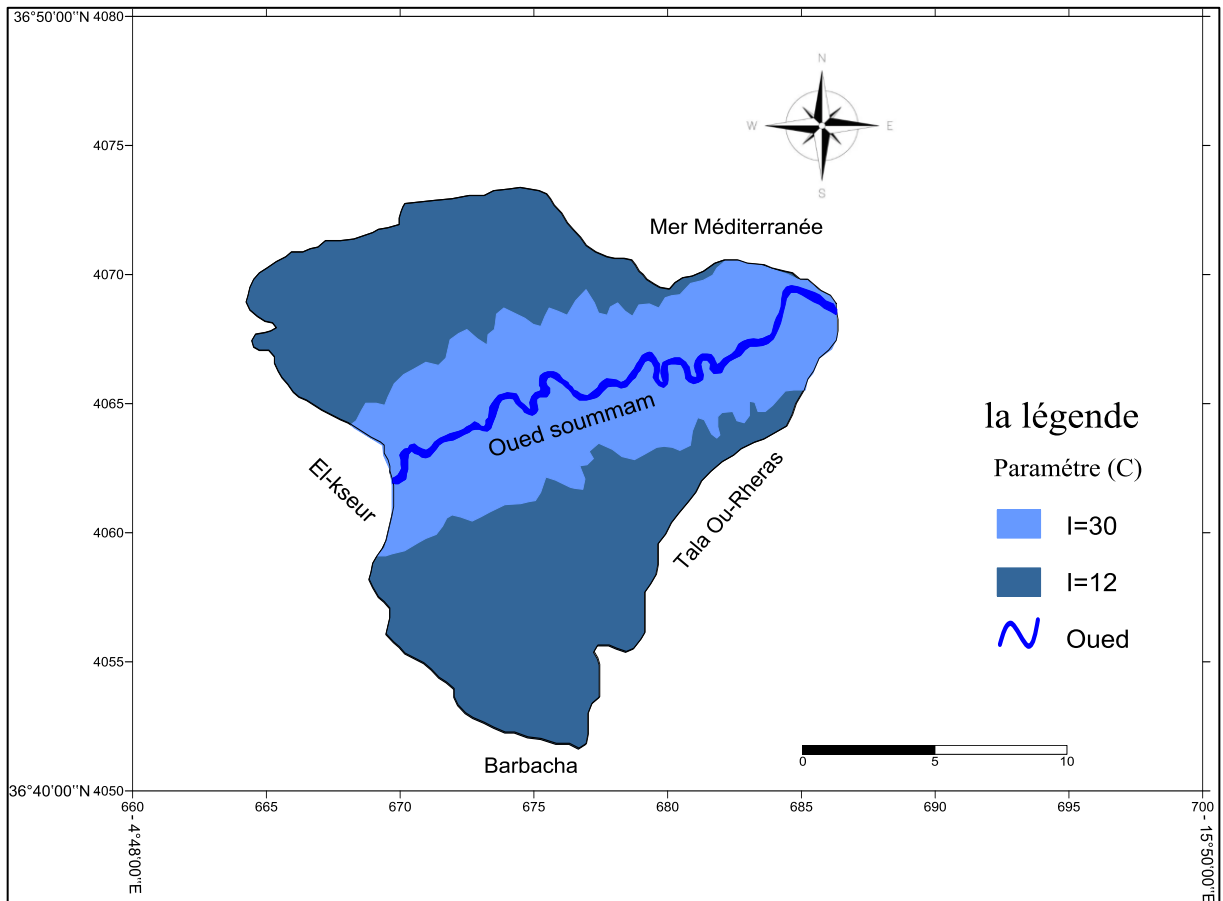 36°50'00''N
4080
4075
4070
4065
4060
4055
36°40'00''N
4050
660
665
670
675
680
685
690
695
700
- 4°48'00''E
- 15°50'00''E
N
W
E
S
Mer Méditerranée
Oued soummam
El-kseur
Tala Ou-Rheras
Barbacha
la légende
Paramétre (C)
I=30
I=12
Oued
0
5
10